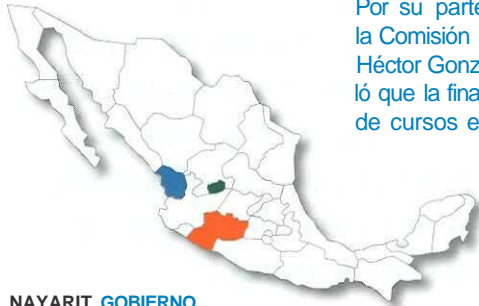 Por su parte
la Comisión
Héctor Gonz
ló que la fina
de cursos e
NAYARIT GOBIERNO